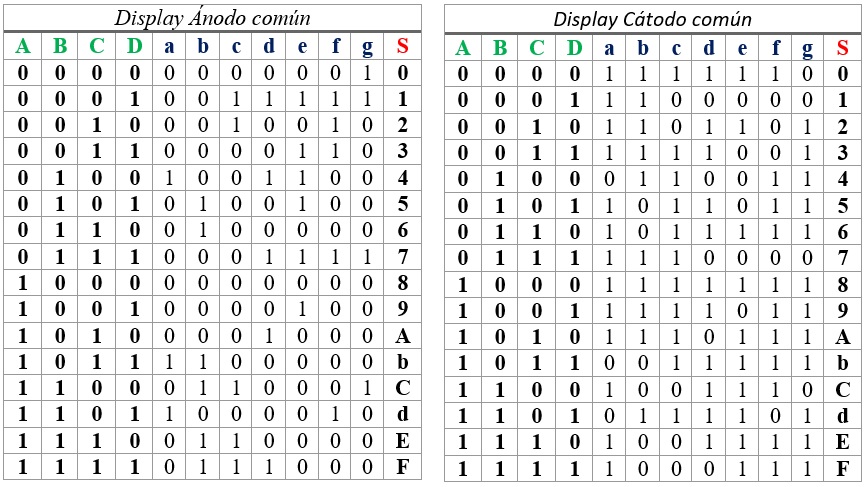 Display Ánodo común
A B C D a b c d e f g S
0 0 0 0 0 0 0 0 0 0 1 0
0 0 0 1 0 0 1 1 1 1 1 1
0 0 1 0 0 0 1 0 0 1 0 2
0 0 1 1 0 0 0 0 1 1 0 3
0 1 0 0 1 0 0 1 1 0 0 4
0 1 0 1 0 1 0 0 1 0 0 5
0 1 1 0 0 1 0 0 0 0 0 6
0 1 1 1 0 0 0 1 1 1 1 7
1 0 0 0 0 0 0 0 0 0 0 8
1 0 0 1 0 0 0 0 1 0 0 9
1 0 1 0 0 0 0 1 0 0 0 A
1 0 1 1 1 1 0 0 0 0 0 b
1 1 0 0 0 1 1 0 0 0 1 C
1 1 0 1 1 0 0 0 0 1 0 d
1 1 1 0 0 1 1 0 0 0 0 E
1 1 1 1 0 1 1 1 0 0 0 F
Display Cátodo común
A B C D a b c d e f g S
0 0 0 0 1 1 1 1 1 1 0 0
0 0 0 1 1 1 0 0 0 0 0 1
0 0 1 0 1 1 0 1 1 0 1 2
0 0 1 1 1 1 1 1 0 0 1 3
0 1 0 0 0 1 1 0 0 1 1 4
0 1 0 1 1 0 1 1 0 1 1 5
0 1 1 0 1 0 1 1 1 1 1 6
0 1 1 1 1 1 1 0 0 0 0 7
1 0 0 0 1 1 1 1 1 1 1 8
1 0 0 1 1 1 1 1 0 1 1 9
1 0 1 0 1 1 1 0 1 1 1 A
1 0 1 1 0 0 1 1 1 1 1 b
1 1 0 0 1 0 0 1 1 1 0 C
1 1 0 1 0 1 1 1 1 0 1 d
1 1 1 0 1 0 0 1 1 1 1 E
1 1 1 1 1 0 0 0 1 1 1 F